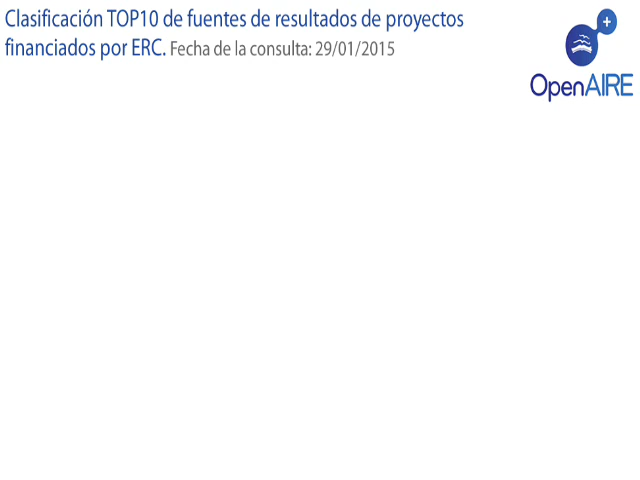 Clasificación TOP10 de fuentes de resultados de proyectos
financiados por ERC. Fecha de la consulta: 29/01/2015
OpenAIRE